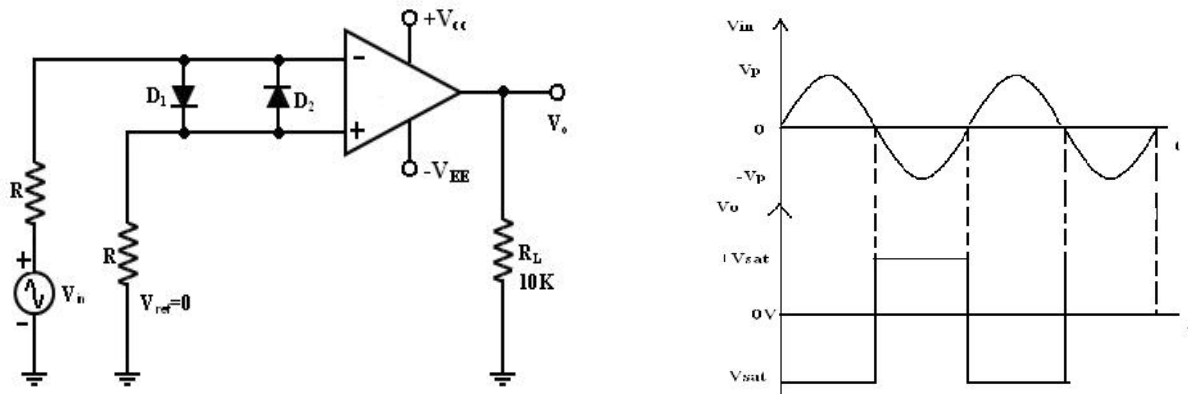 +Vcc
-
D1
D2
+
Vo
-VEE
R
+
R
RL
10K
Vin
Vref=0
-
Vin
Vp
0
t
-Vp
Vo
+Vsat
0V
Vsat